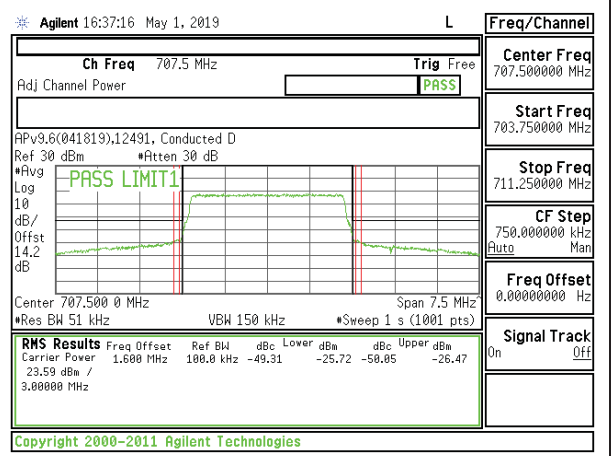 Agilent 16:37:16 May 1, 2019 L
Freq/Channel
Ch Freq 707.5 MHz Trig Free
Adj Channel Power PASS
Center Freq
707.500000 MHz
Start Freq
703.750000 MHz
Stop Freq
711.250000 MHz
CF Step
750.000000 kHz
Auto Man
Freq Offset
0.00000000 Hz
Signal Track
On Off
APv9.6(041819),12491, Conducted D
Ref 30 dBm #Atten 30 dB
#Avg
Log
10
dB/
Offst
14.2
dB
PASS LIMIT1
Center 707.500 0 MHz Span 7.5 MHz
#Res BW 51 kHz VBW 150 kHz #Sweep 1 s (1001 pts)
RMS Results Freq Offset Ref BW dBc Lower dBm dBc Upper dBm
Carrier Power 1.600 MHz 100.0 kHz -49.31 -25.72 -50.05 -26.47
23.59 dBm /
3.00000 MHz
Copyright 2000-2011 Agilent Technologies